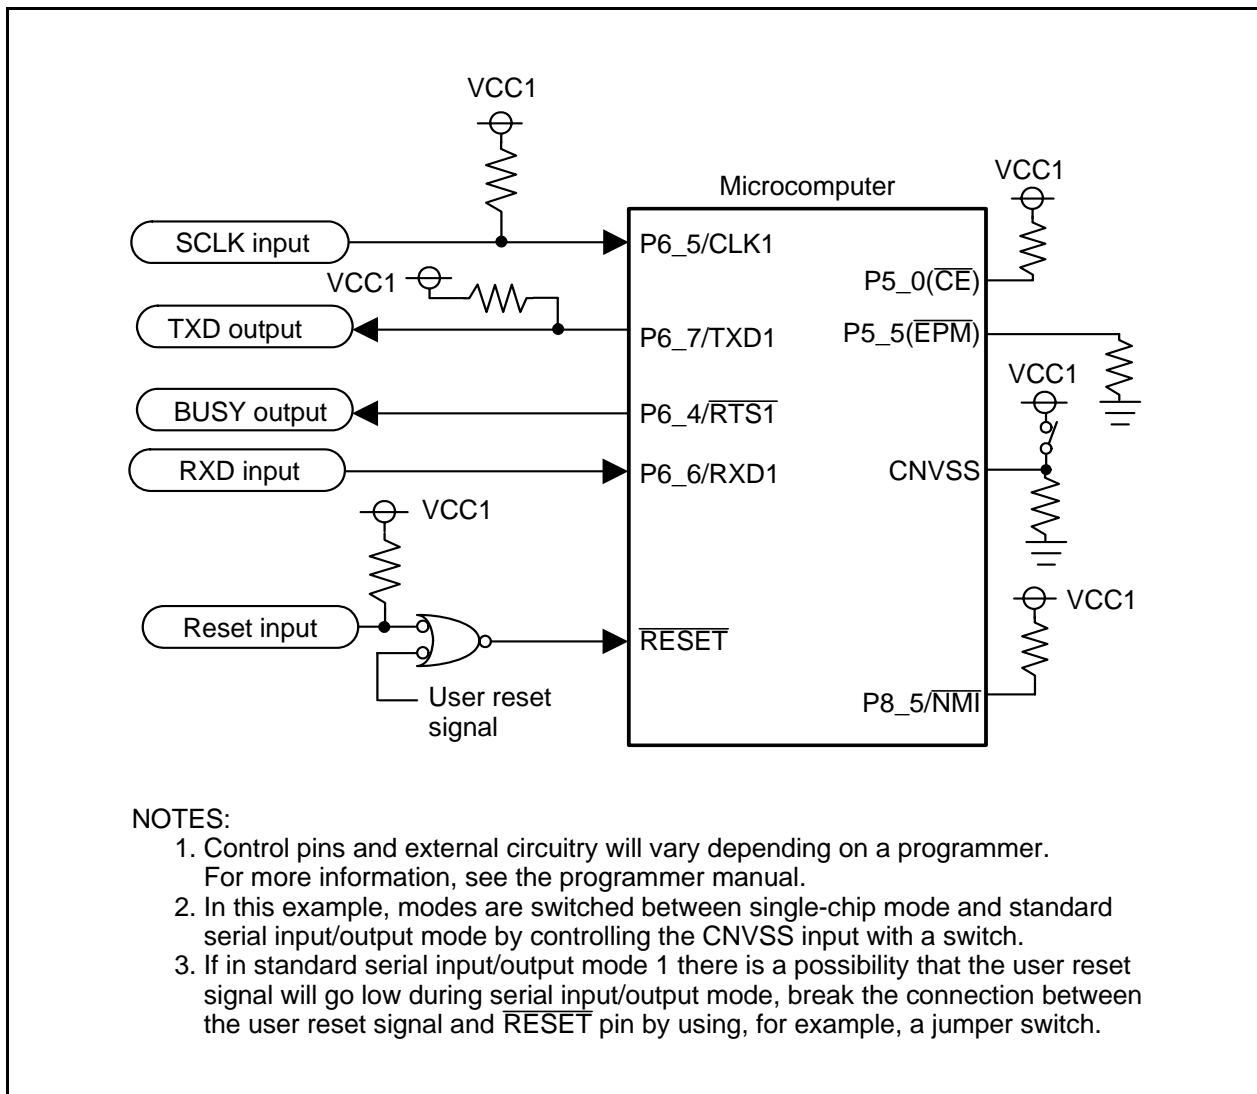 VCC1
VCC1
Microcomputer
SCLK input
P6_5/CLK1
P5_0(C̅E̅)
VCC1
TXD output
P6_7/TXD1
P5_5(E̅P̅M̅)
VCC1
BUSY output
P6_4/R̅T̅S̅1̅
RXD input
P6_6/RXD1
CNVSS
VCC1
VCC1
Reset input
R̅E̅S̅E̅T̅
User reset
signal
P8_5/N̅M̅I̅
NOTES:
1. Control pins and external circuitry will vary depending on a programmer.
For more information, see the programmer manual.
2. In this example, modes are switched between single-chip mode and standard
serial input/output mode by controlling the CNVSS input with a switch.
3. If in standard serial input/output mode 1 there is a possibility that the user reset
signal will go low during serial input/output mode, break the connection between
the user reset signal and R̅E̅S̅E̅T̅ pin by using, for example, a jumper switch.